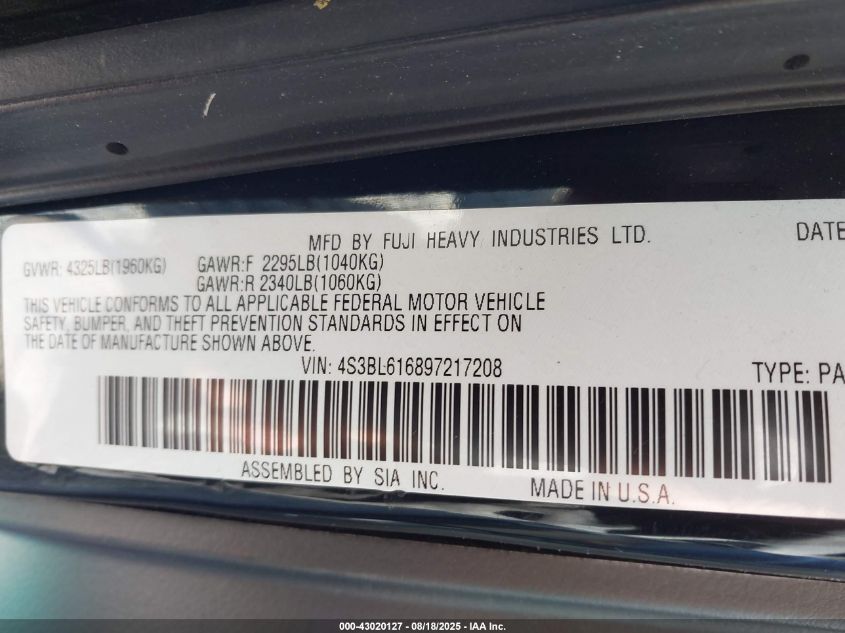 MFD BY FUJI HEAVY INDUSTRIES LTD. DATE
GVWR: 4325LB(1960KG) GAWR:F 2295LB(1040KG)
GAWR:R 2340LB(1060KG)
THIS VEHICLE CONFORMS TO ALL APPLICABLE FEDERAL MOTOR VEHICLE
SAFETY, BUMPER, AND THEFT PREVENTION STANDARDS IN EFFECT ON
THE DATE OF MANUFACTURE SHOWN ABOVE.
VIN: 4S3BL616897217208 TYPE: PA
ASSEMBLED BY SIA INC. MADE IN U.S.A.
000-43020127 - 08/18/2025 - IAA Inc.